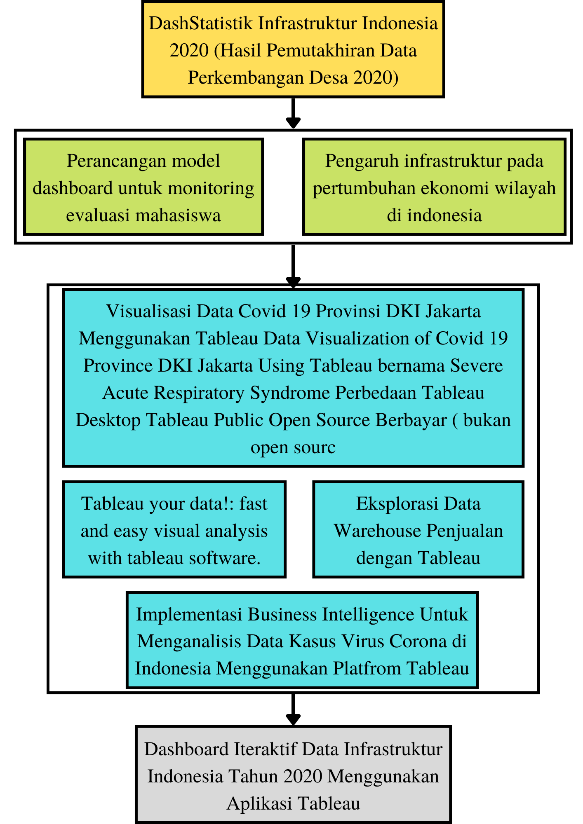 DashStatistik Infrastruktur Indonesia
2020 (Hasil Pemutakhiran Data
Perkembangan Desa 2020)
Perancangan model
dashboard untuk monitoring
evaluasi mahasiswa
Pengaruh infrastruktur pada
pertumbuhan ekonomi wilayah
di indonesia
Visualisasi Data Covid 19 Provinsi DKI Jakarta
Menggunakan Tableau Data Visualization of Covid 19
Province DKI Jakarta Using Tableau bernama Severe
Acute Respiratory Syndrome Perbedaan Tableau
Desktop Tableau Public Open Source Berbayar ( bukan
open sourc
Tableau your data!: fast
and easy visual analysis
with tableau software.
Eksplorasi Data
Warehouse Penjualan
dengan Tableau
Implementasi Business Intelligence Untuk
Menganalisis Data Kasus Virus Corona di
Indonesia Menggunakan Platfrom Tableau
Dashboard Iteraktif Data Infrastruktur
Indonesia Tahun 2020 Menggunakan
Aplikasi Tableau